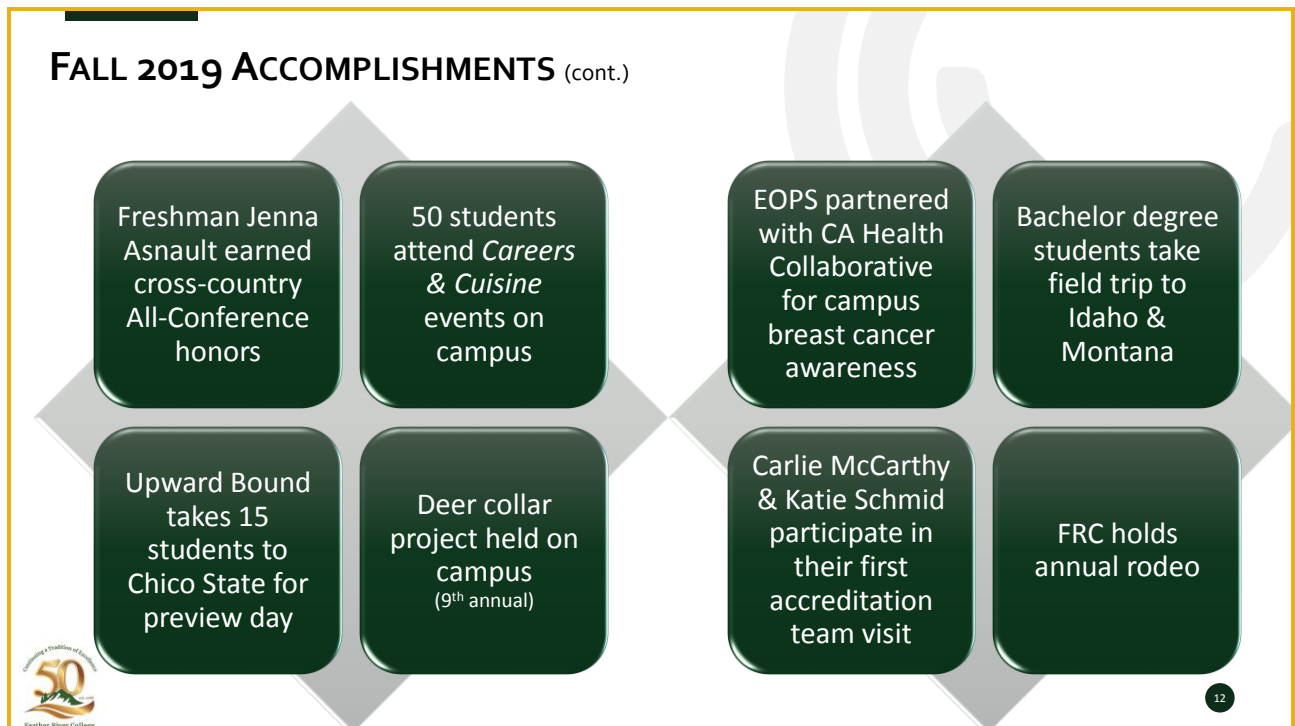 FALL 2019 ACCOMPLISHMENTS (cont.)
Freshman Jenna
Asnault earned
cross-country
All-Conference
honors
50 students
attend Careers
& Cuisine
events on
campus
EOPS partnered
with CA Health
Collaborative
for campus
breast cancer
awareness
Bachelor degree
students take
field trip to
Idaho &
Montana
Upward Bound
takes 15
students to
Chico State for
preview day
Deer collar
project held on
campus
(9th annual)
Carlie McCarthy
& Katie Schmid
participate in
their first
accreditation
team visit
FRC holds
annual rodeo
Continuing a Tradition of Excellence
50
Feather River College
12